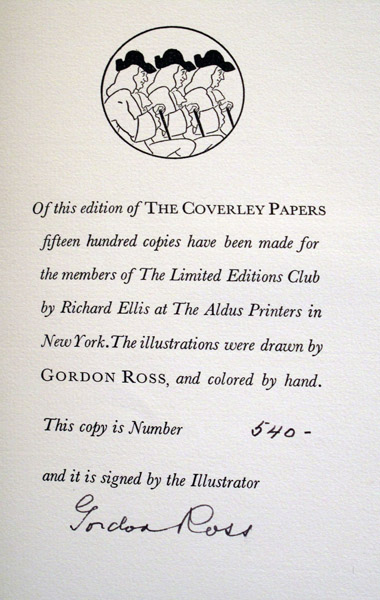 Of this edition of THE COVERLEY PAPERS
fifteen hundred copies have been made for
the members of The Limited Editions Club
by Richard Ellis at The Aldus Printers in
New York. The illustrations were drawn by
GORDON ROSS, and colored by hand.
This copy is Number 540-
and it is signed by the Illustrator
Gordon Ross